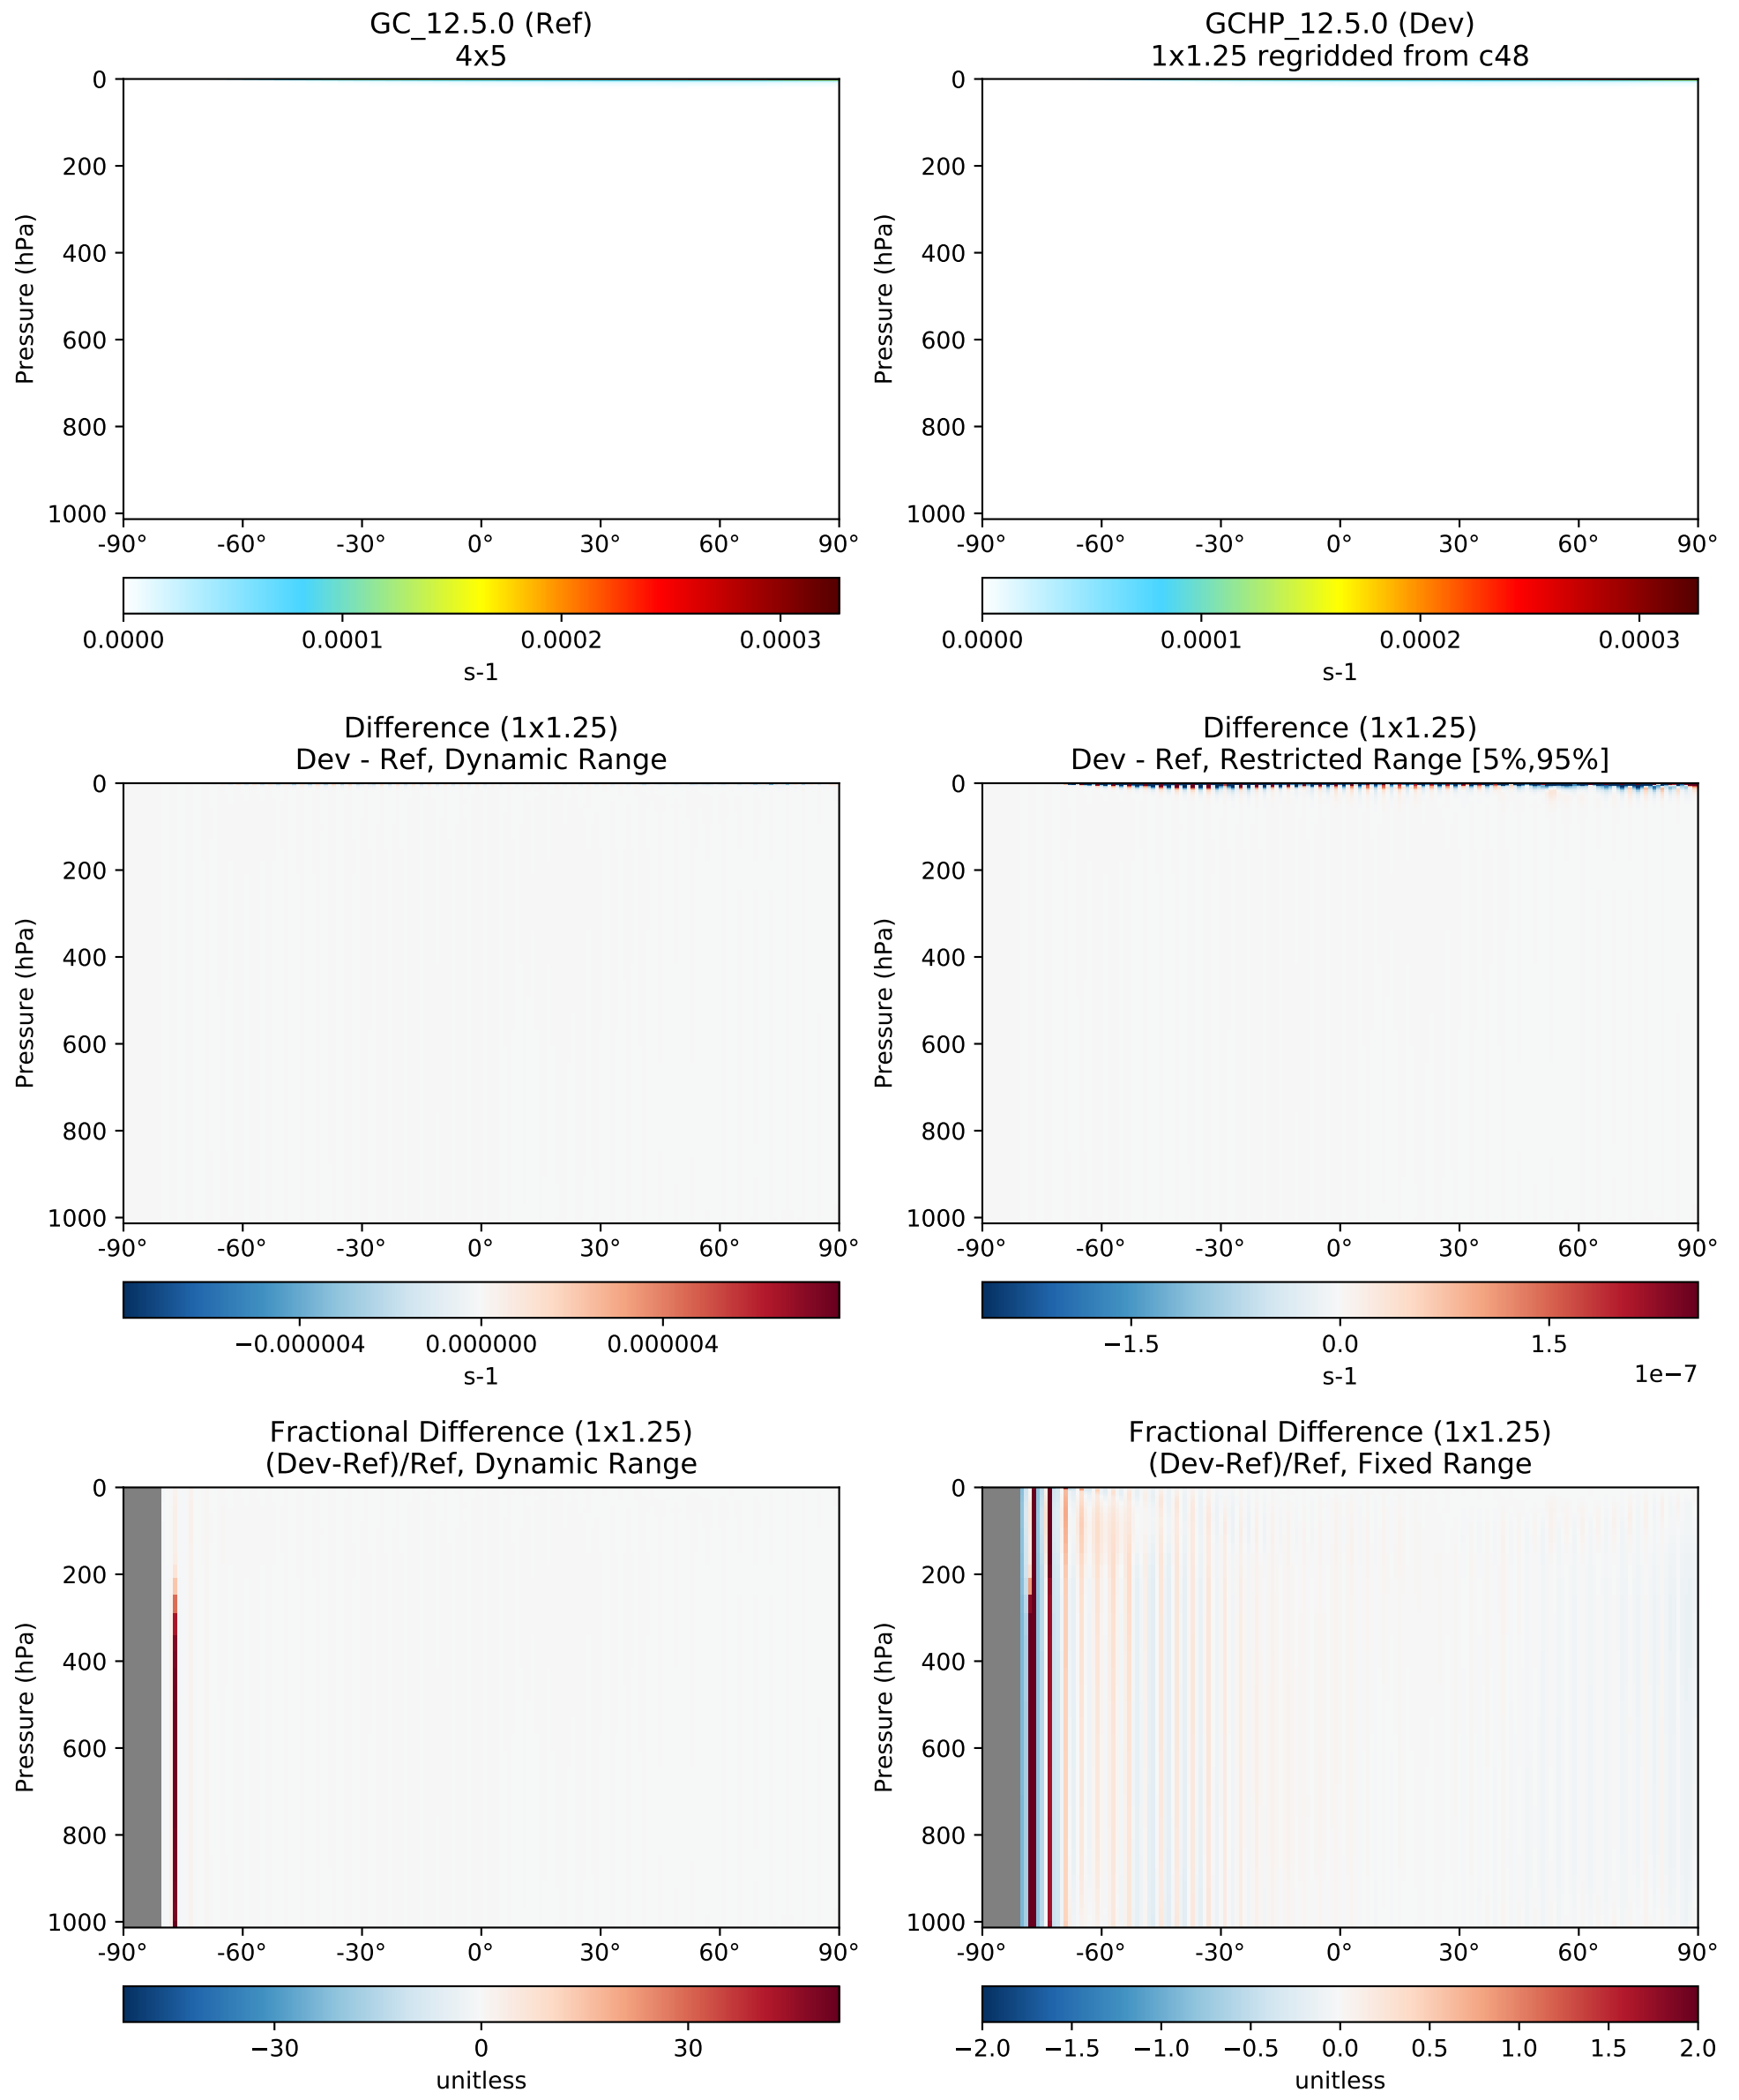 GC_12.5.0 (Ref)
4x5
0
200
400
600
800
1000
Pressure (hPa)
-90° -60° -30° 0° 30° 60° 90°
0.0000 0.0001 0.0002 0.0003
s-1
GCHP_12.5.0 (Dev)
1x1.25 regridded from c48
0
200
400
600
800
1000
Pressure (hPa)
-90° -60° -30° 0° 30° 60° 90°
0.0000 0.0001 0.0002 0.0003
s-1
Difference (1x1.25)
Dev - Ref, Dynamic Range
0
200
400
600
800
1000
Pressure (hPa)
-90° -60° -30° 0° 30° 60° 90°
−0.000004 0.000000 0.000004
s-1
Difference (1x1.25)
Dev - Ref, Restricted Range [5%,95%]
0
200
400
600
800
1000
Pressure (hPa)
-90° -60° -30° 0° 30° 60° 90°
−1.5 0.0 1.5
s-1
1e−7
Fractional Difference (1x1.25)
(Dev-Ref)/Ref, Dynamic Range
0
200
400
600
800
1000
Pressure (hPa)
-90° -60° -30° 0° 30° 60° 90°
−30 0 30
unitless
Fractional Difference (1x1.25)
(Dev-Ref)/Ref, Fixed Range
0
200
400
600
800
1000
Pressure (hPa)
-90° -60° -30° 0° 30° 60° 90°
−2.0 −1.5 −1.0 −0.5 0.0 0.5 1.0 1.5 2.0
unitless